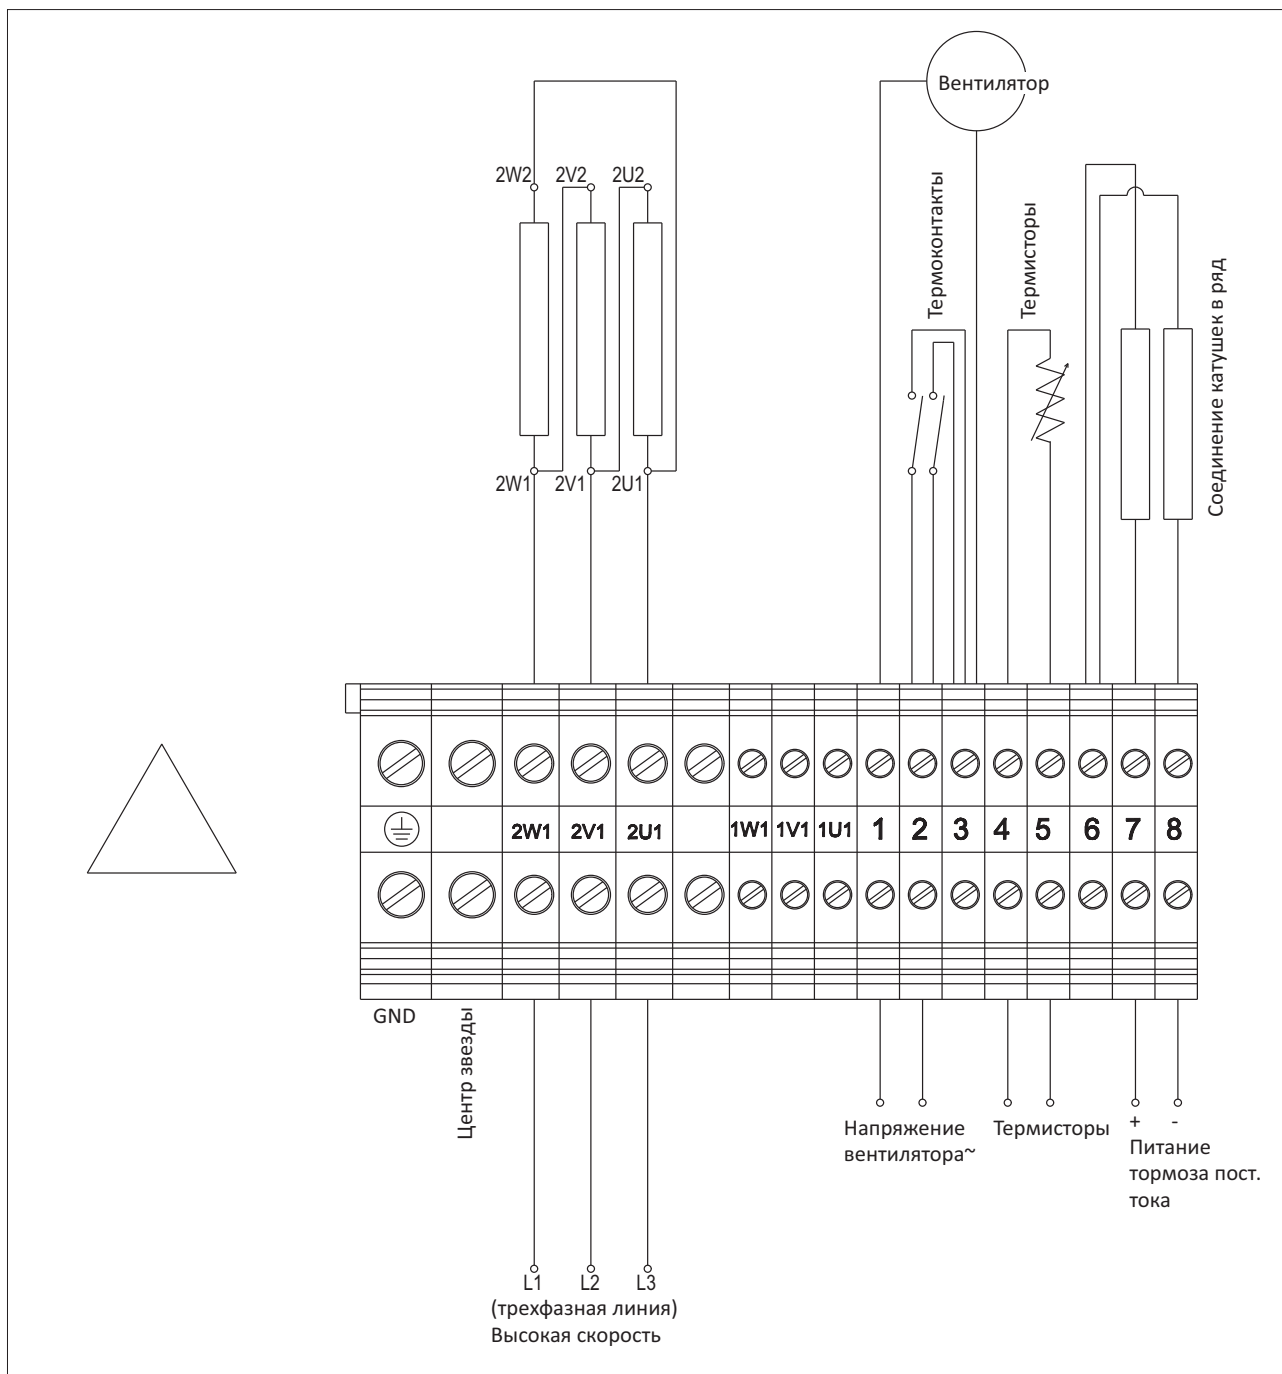 Вентилятор
2W2 2V2 2U2
Термоконтакты
Термисторы
Соединение катушек в ряд
2W1 2V1 2U1
2W1 2V1 2U1 1W1 1V1 1U1 1 2 3 4 5 6 7 8
GND
Центр звезды
Напряжение
вентилятора~
Термисторы
+ -
Питание
тормоза пост.
тока
L1 L2 L3
(трехфазная линия)
Высокая скорость